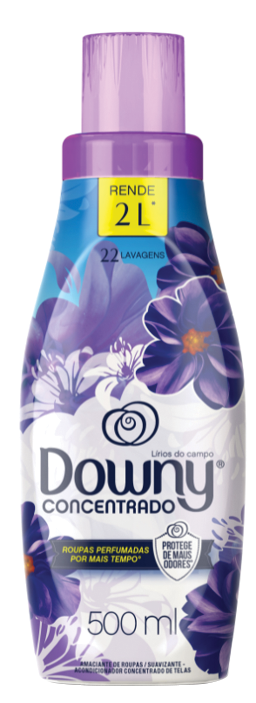 RENDE
2 L*
22 LAVAGENS
Lírios do campo
Downy®
CONCENTRADO
ROUPAS PERFUMADAS
POR MAIS TEMPO*
PROTEGE
DE MAUS
ODORES*
500 ml
AMACIANTE DE ROUPAS / SUAVIZANTE -
ACONDICIONADOR CONCENTRADO DE TELAS